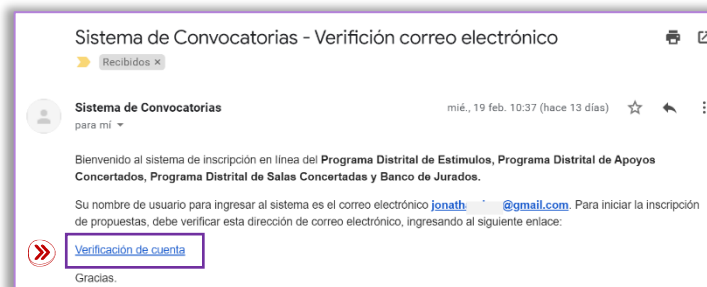 Sistema de Convocatorias - Verifición correo electrónico
Recibidos ×
Sistema de Convocatorias
mié., 19 feb. 10:37 (hace 13 días)
para mí
Bienvenido al sistema de inscripción en línea del Programa Distrital de Estimulos, Programa Distrital de Apoyos
Concertados, Programa Distrital de Salas Concertadas y Banco de Jurados.
Su nombre de usuario para ingresar al sistema es el correo electrónico jonath @gmail.com. Para iniciar la inscripción
de propuestas, debe verificar esta dirección de correo electrónico, ingresando al siguiente enlace:
Verificación de cuenta
Gracias.